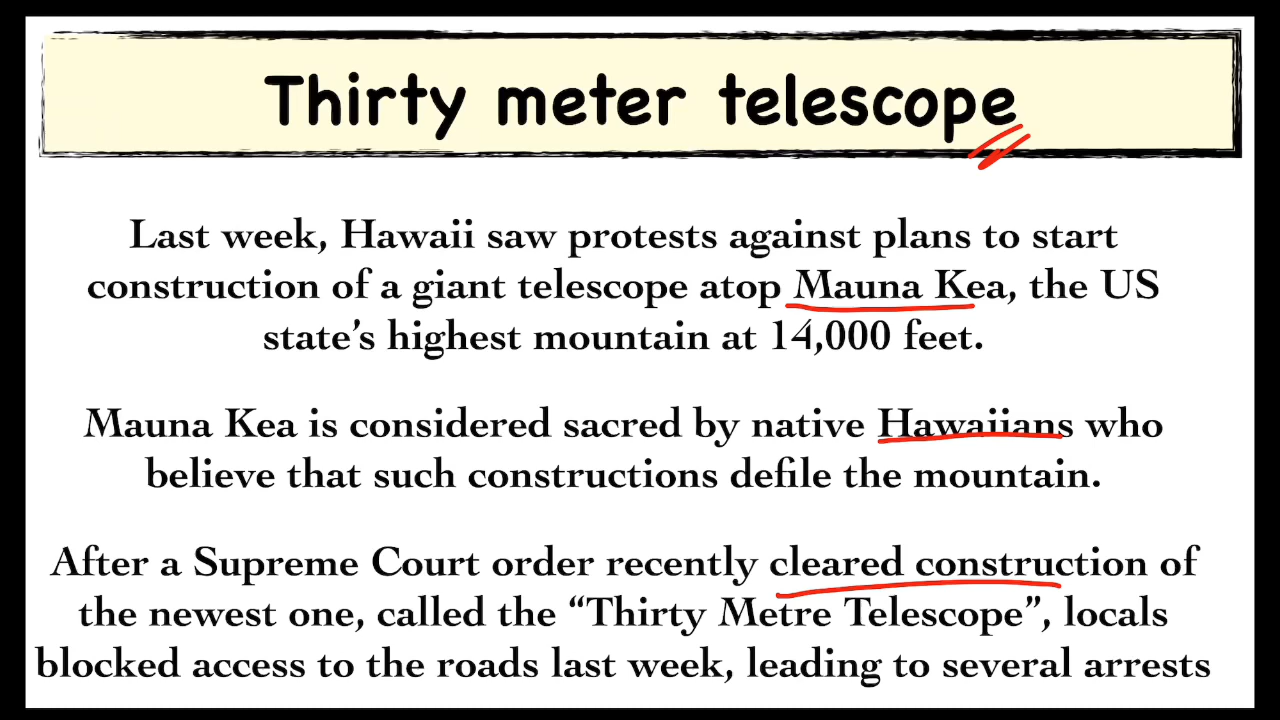 Thirty meter telescope
Last week, Hawaii saw protests against plans to start
construction of a giant telescope atop Mauna Kea, the US
state’s highest mountain at 14,000 feet.
Mauna Kea is considered sacred by native Hawaiians who
believe that such constructions defile the mountain.
After a Supreme Court order recently cleared construction of
the newest one, called the “Thirty Metre Telescope”, locals
blocked access to the roads last week, leading to several arrests